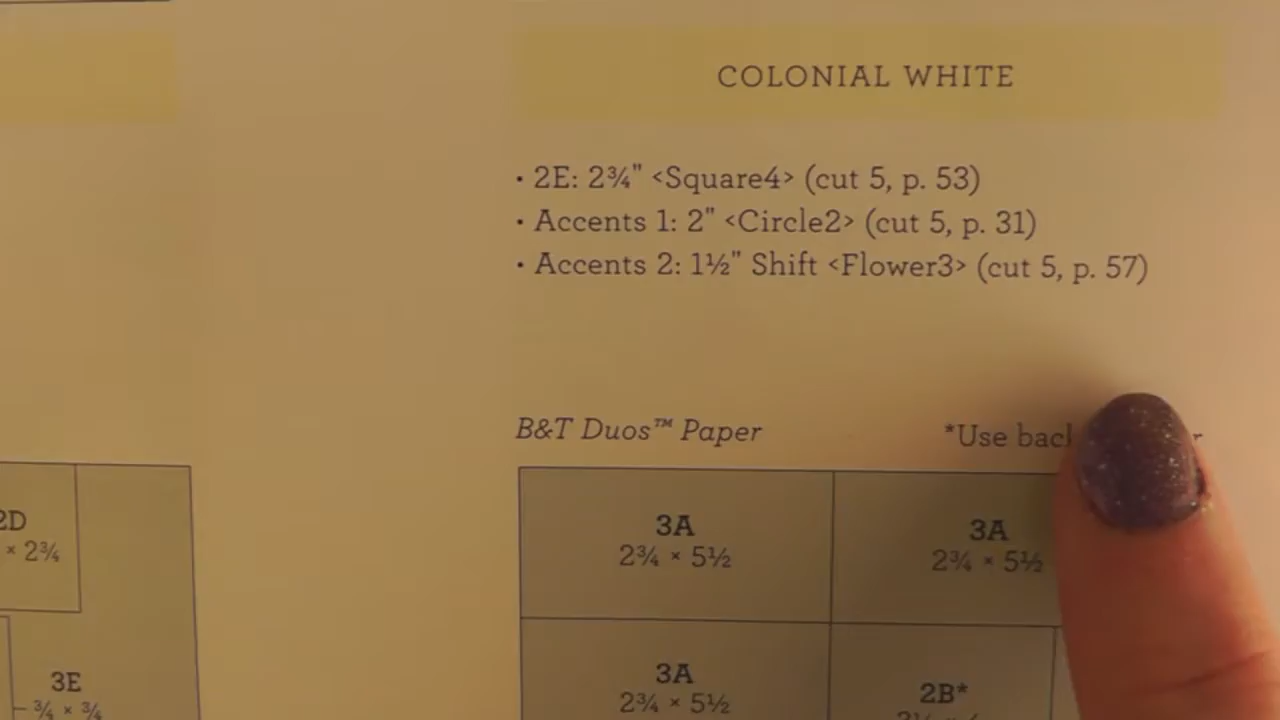 COLONIAL WHITE
• 2E: 2¾" <Square4> (cut 5, p. 53)
• Accents 1: 2" <Circle2> (cut 5, p. 31)
• Accents 2: 1½" Shift <Flower3> (cut 5, p. 57)
B&T Duos™ Paper
*Use back
3A
2¾ × 5½
3A
2¾ × 5½
3A
2¾ × 5½
2B*
2D
× 2¾
3E
¾ × ¾